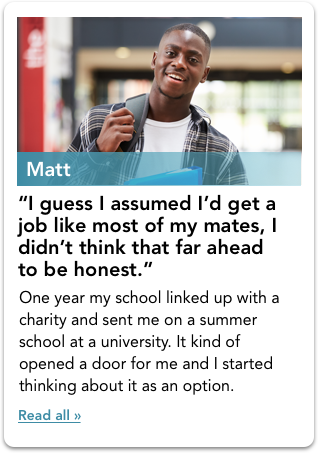 the
Matt
“I guess I assumed I’d get a
job like most of my mates, I
didn’t think that far ahead
to be honest.”
One year my school linked up with a
charity and sent me on a summer
school at a university. It kind of
opened a door for me and I started
thinking about it as an option.
Read all »